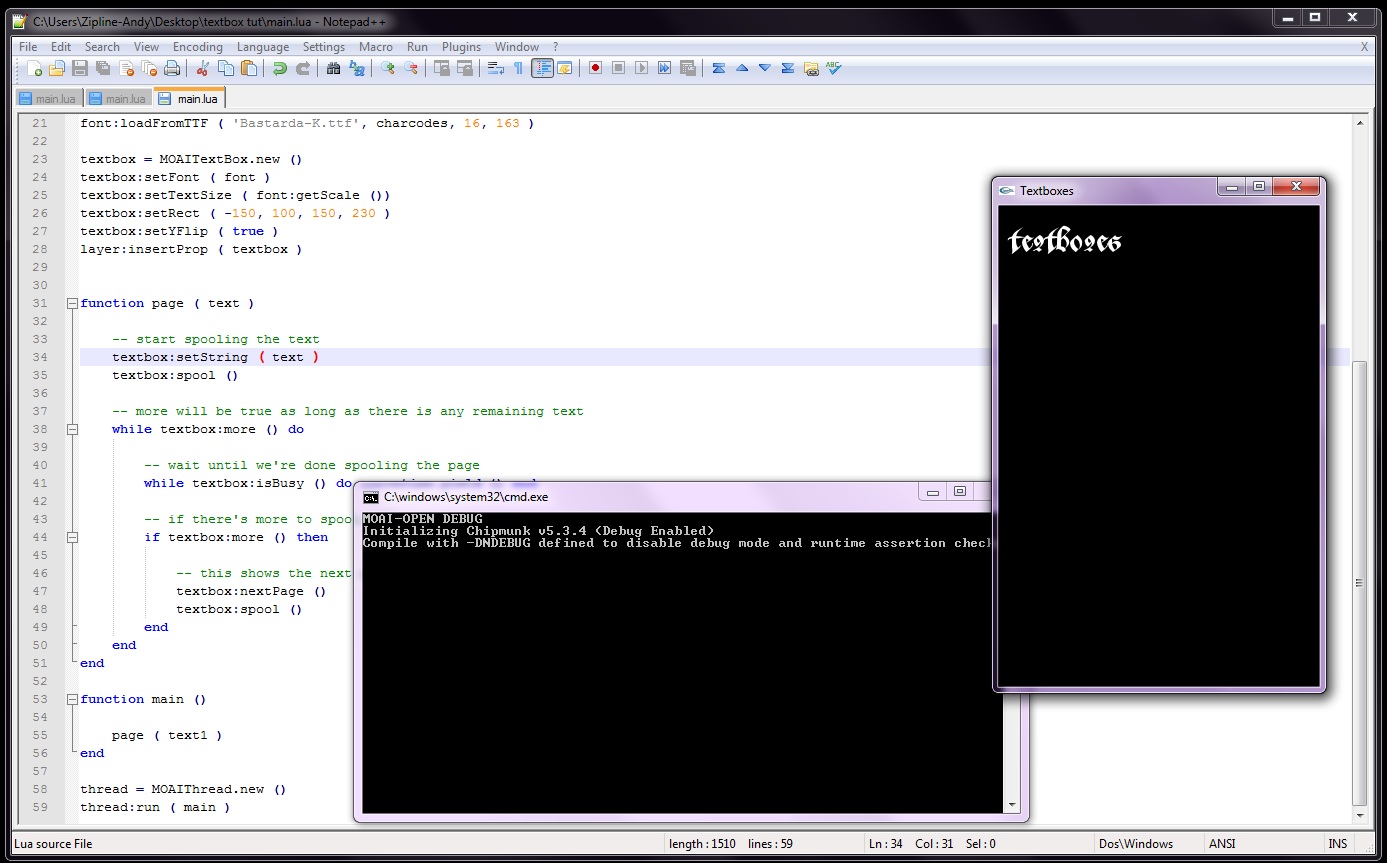 C:\Users\Zipline-Andy\Desktop\textbox tut\main.lua - Notepad++
File Edit Search View Encoding Language Settings Macro Run Plugins Window ? X
main.lua main.lua main.lua
21 font:loadFromTTF ( 'Bastarda-K.ttf', charcodes, 16, 163 )
22
23 textbox = MOAITextBox.new ()
24 textbox:setFont ( font )
25 textbox:setTextSize ( font:getScale ())
26 textbox:setRect ( -150, 100, 150, 230 )
27 textbox:setYFlip ( true )
28 layer:insertProp ( textbox )
29
30
31 function page ( text )
32
33 -- start spooling the text
34 textbox:setString ( text )
35 textbox:spool ()
36
37 -- more will be true as long as there is any remaining text
38 while textbox:more () do
39
40 -- wait until we're done spooling the page
41 while textbox:isBusy () do
42
43 -- if there's more to spoo
44 if textbox:more () then
45
46 -- this shows the next
47 textbox:nextPage ()
48 textbox:spool ()
49 end
50 end
51 end
52
53 function main ()
54
55 page ( text1 )
56 end
57
58 thread = MOAIThread.new ()
59 thread:run ( main )
Textboxes
textboxes
C:\windows\system32\cmd.exe
MOAI-OPEN DEBUG
Initializing Chipmunk v5.3.4 (Debug Enabled)
Compile with -DNDEBUG defined to disable debug mode and runtime assertion chec
Lua source File length : 1510 lines : 59 Ln : 34 Col : 31 Sel : 0 Dos\Windows ANSI INS